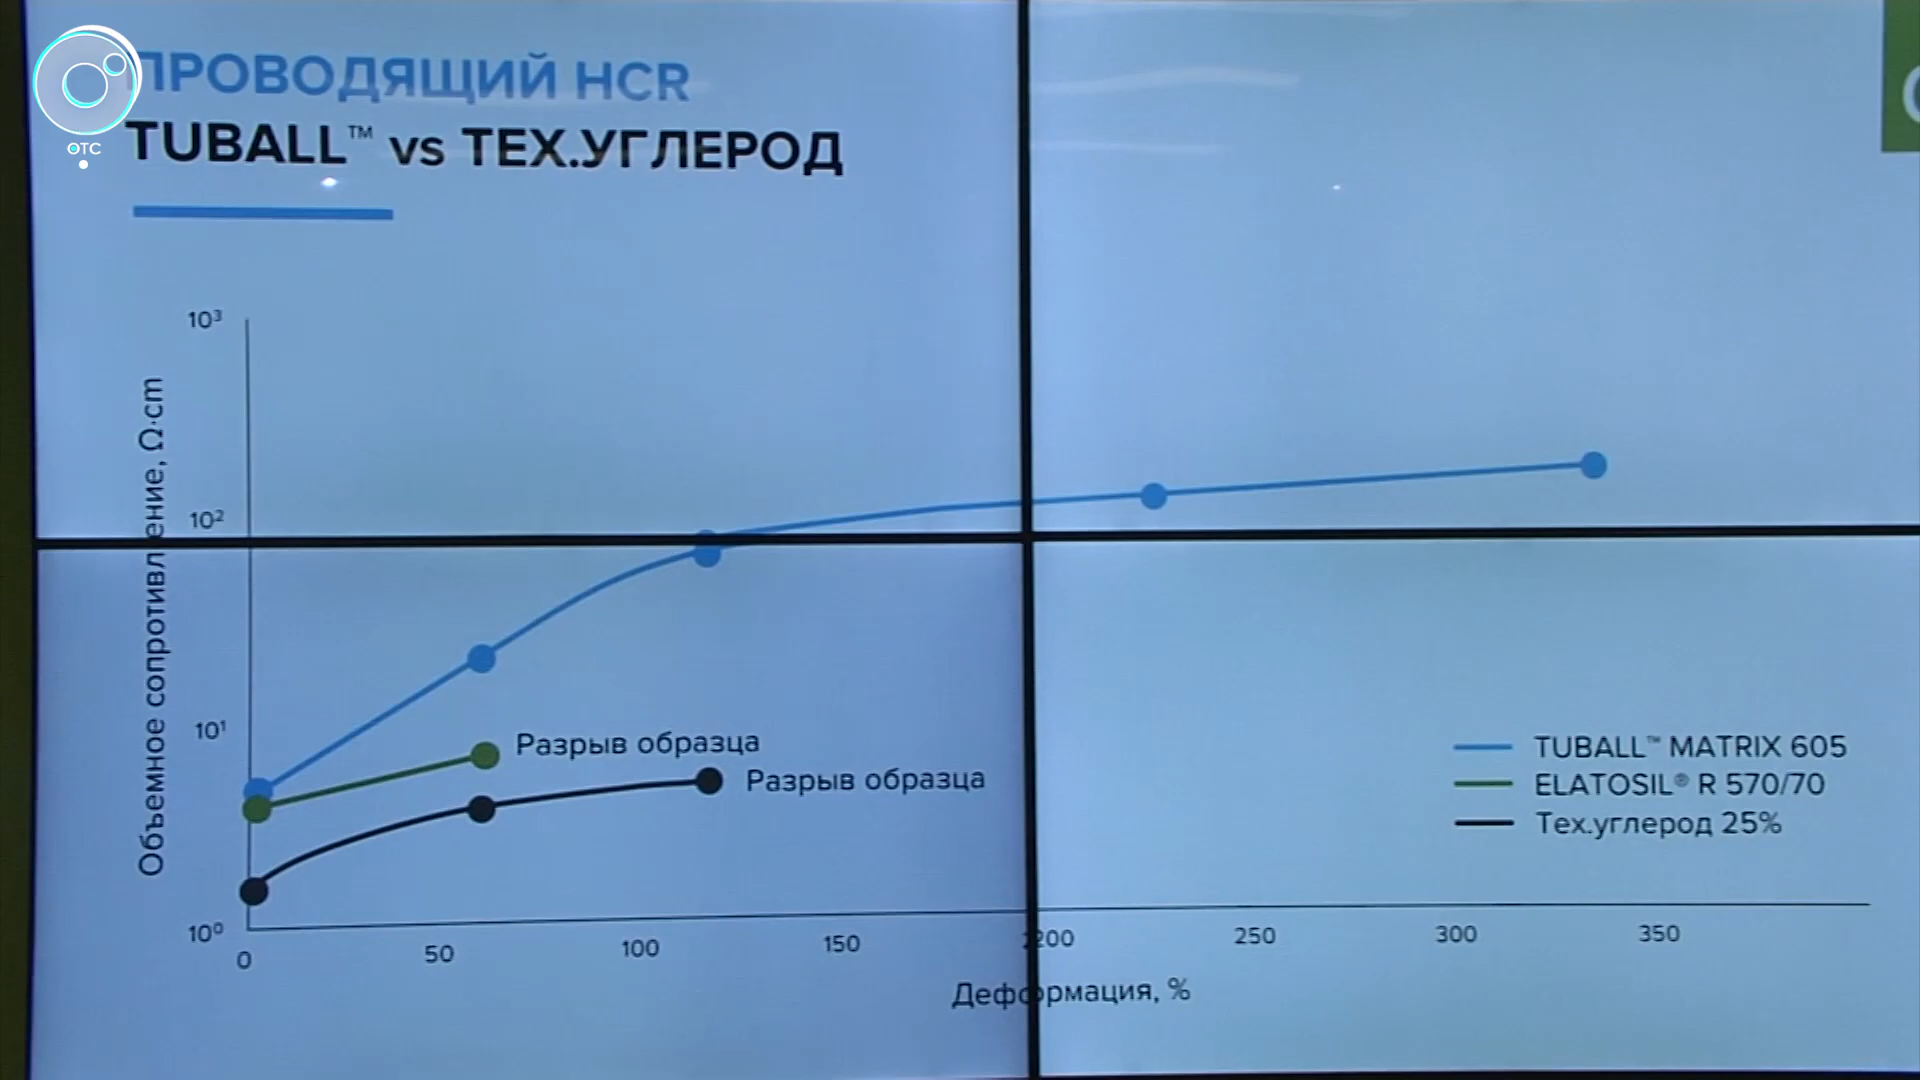 ПРОВОДЯЩИЙ HCR
TUBALL™ vs ТЕХ.УГЛЕРОД
ОТС
Объемное сопротивление, Ω·cm
10³
10²
10¹
10⁰
Разрыв образца
Разрыв образца
TUBALL™ MATRIX 605
ELATOSIL® R 570/70
Тех.углерод 25%
0 50 100 150 200 250 300 350
Деформация, %